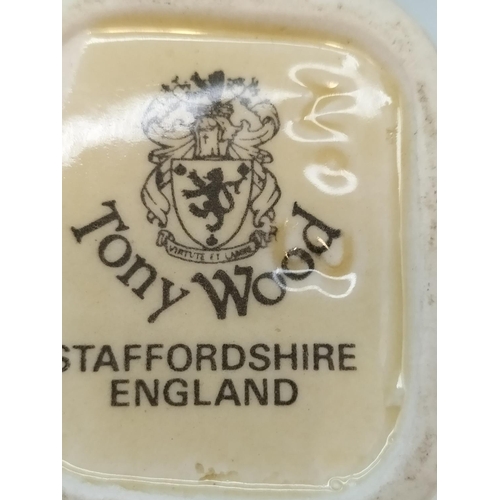 VIRTUTE ET LABORE
Tony Wood
STAFFORDSHIRE
ENGLAND